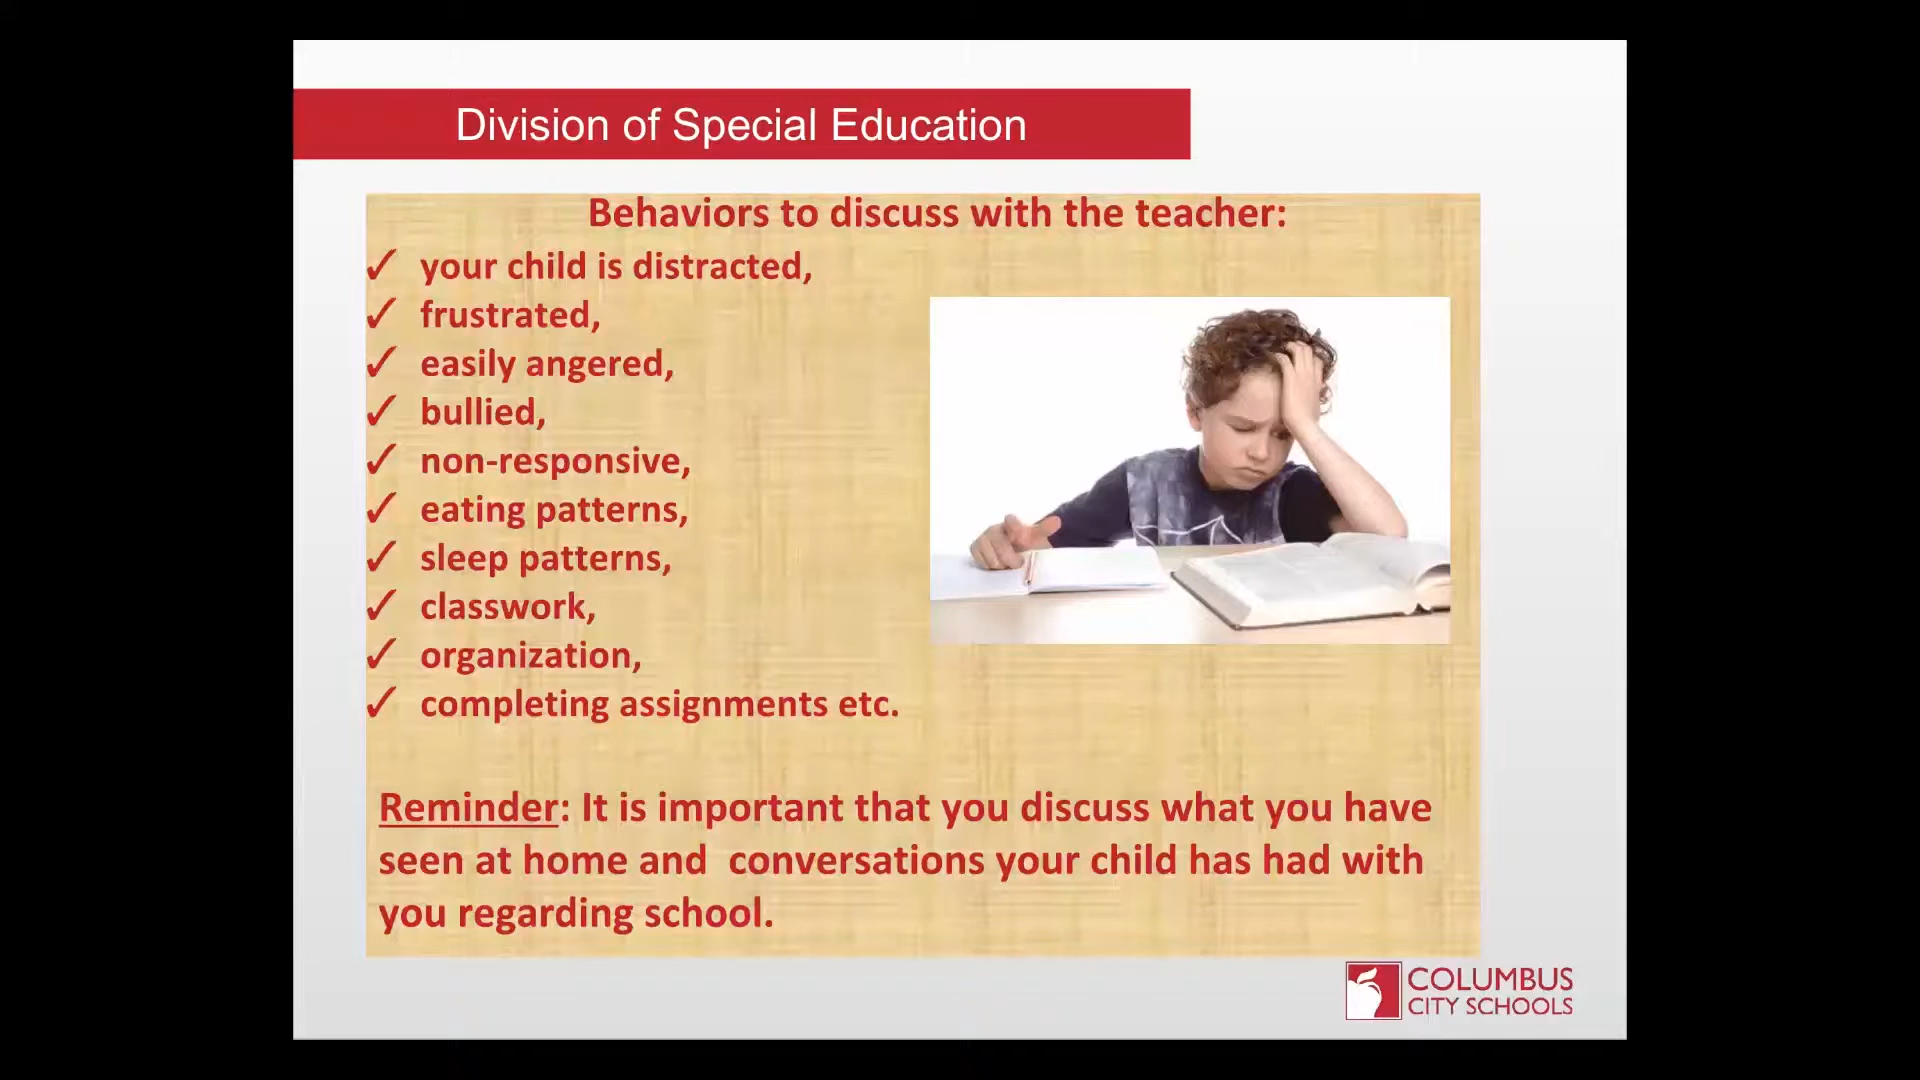 Division of Special Education
Behaviors to discuss with the teacher:
✓ your child is distracted,
✓ frustrated,
✓ easily angered,
✓ bullied,
✓ non-responsive,
✓ eating patterns,
✓ sleep patterns,
✓ classwork,
✓ organization,
✓ completing assignments etc.
Reminder: It is important that you discuss what you have
seen at home and  conversations your child has had with
you regarding school.
COLUMBUS
CITY SCHOOLS